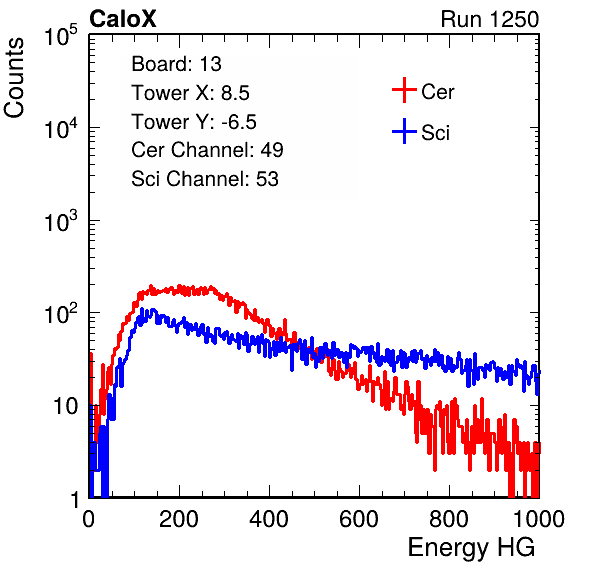 CaloX Run 1250
Counts
10^5
10^4
10^3
10^2
10
1
Board: 13
Tower X: 8.5
Tower Y: -6.5
Cer Channel: 49
Sci Channel: 53
Cer
Sci
0 200 400 600 800 1000
Energy HG